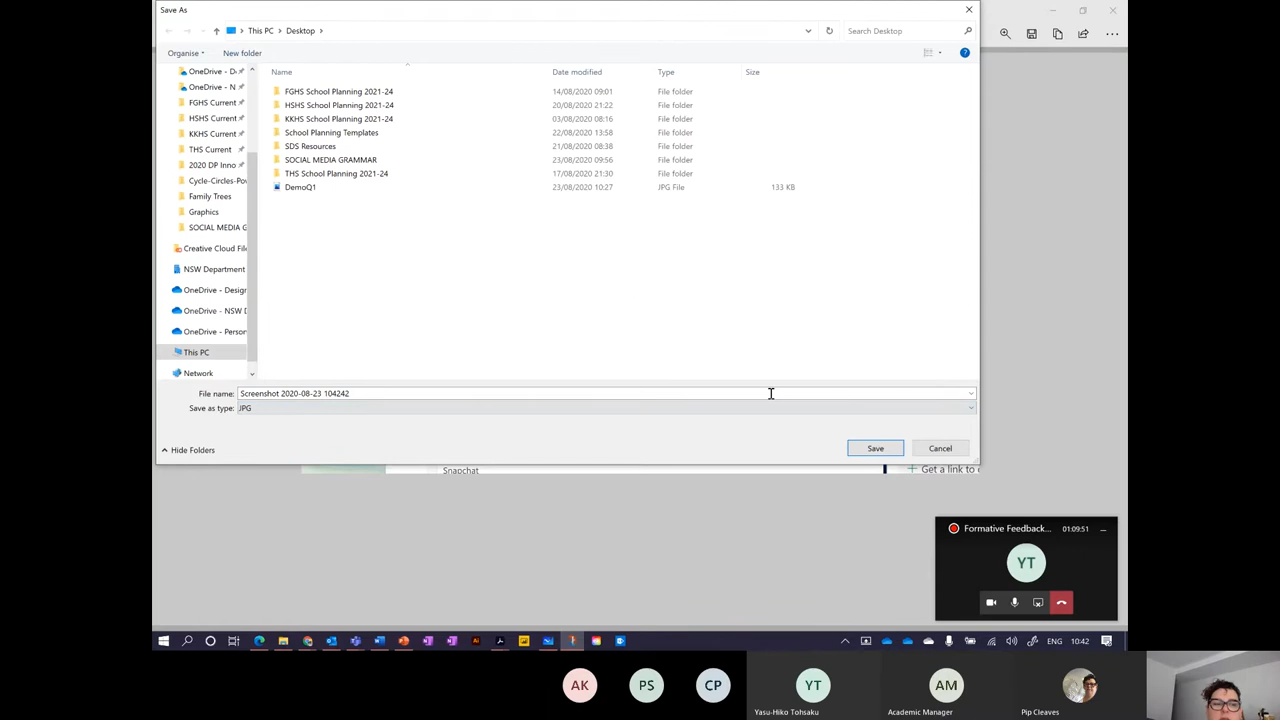 Save As
This PC > Desktop >
Search Desktop
Organise
New folder
Name Date modified Type Size
OneDrive - D
OneDrive - N
FGHS Current
HSHS Current
KKHS Current
THS Current
2020 DP Inno
Cycle-Circles-Po
Family Trees
Graphics
SOCIAL MEDIA G
Creative Cloud File
NSW Department
OneDrive - Design
OneDrive - NSW D
OneDrive - Person
This PC
Network
FGHS School Planning 2021-24 14/08/2020 09:01 File folder
HSHS School Planning 2021-24 20/08/2020 21:22 File folder
KKHS School Planning 2021-24 03/08/2020 08:16 File folder
School Planning Templates 22/08/2020 13:58 File folder
SDS Resources 21/08/2020 08:38 File folder
SOCIAL MEDIA GRAMMAR 23/08/2020 09:56 File folder
THS School Planning 2021-24 17/08/2020 21:30 File folder
DemoQ1 23/08/2020 10:27 JPG File 133 KB
File name: Screenshot 2020-08-23 104242
Save as type: JPG
Hide Folders
Save
Cancel
Snapchat
Get a link to
Formative Feedback... 01:09:51
YT
ENG 10:42
AK
PS
CP
YT
AM
Yasu-Hiko Tohsaku
Academic Manager
Pip Cleaves